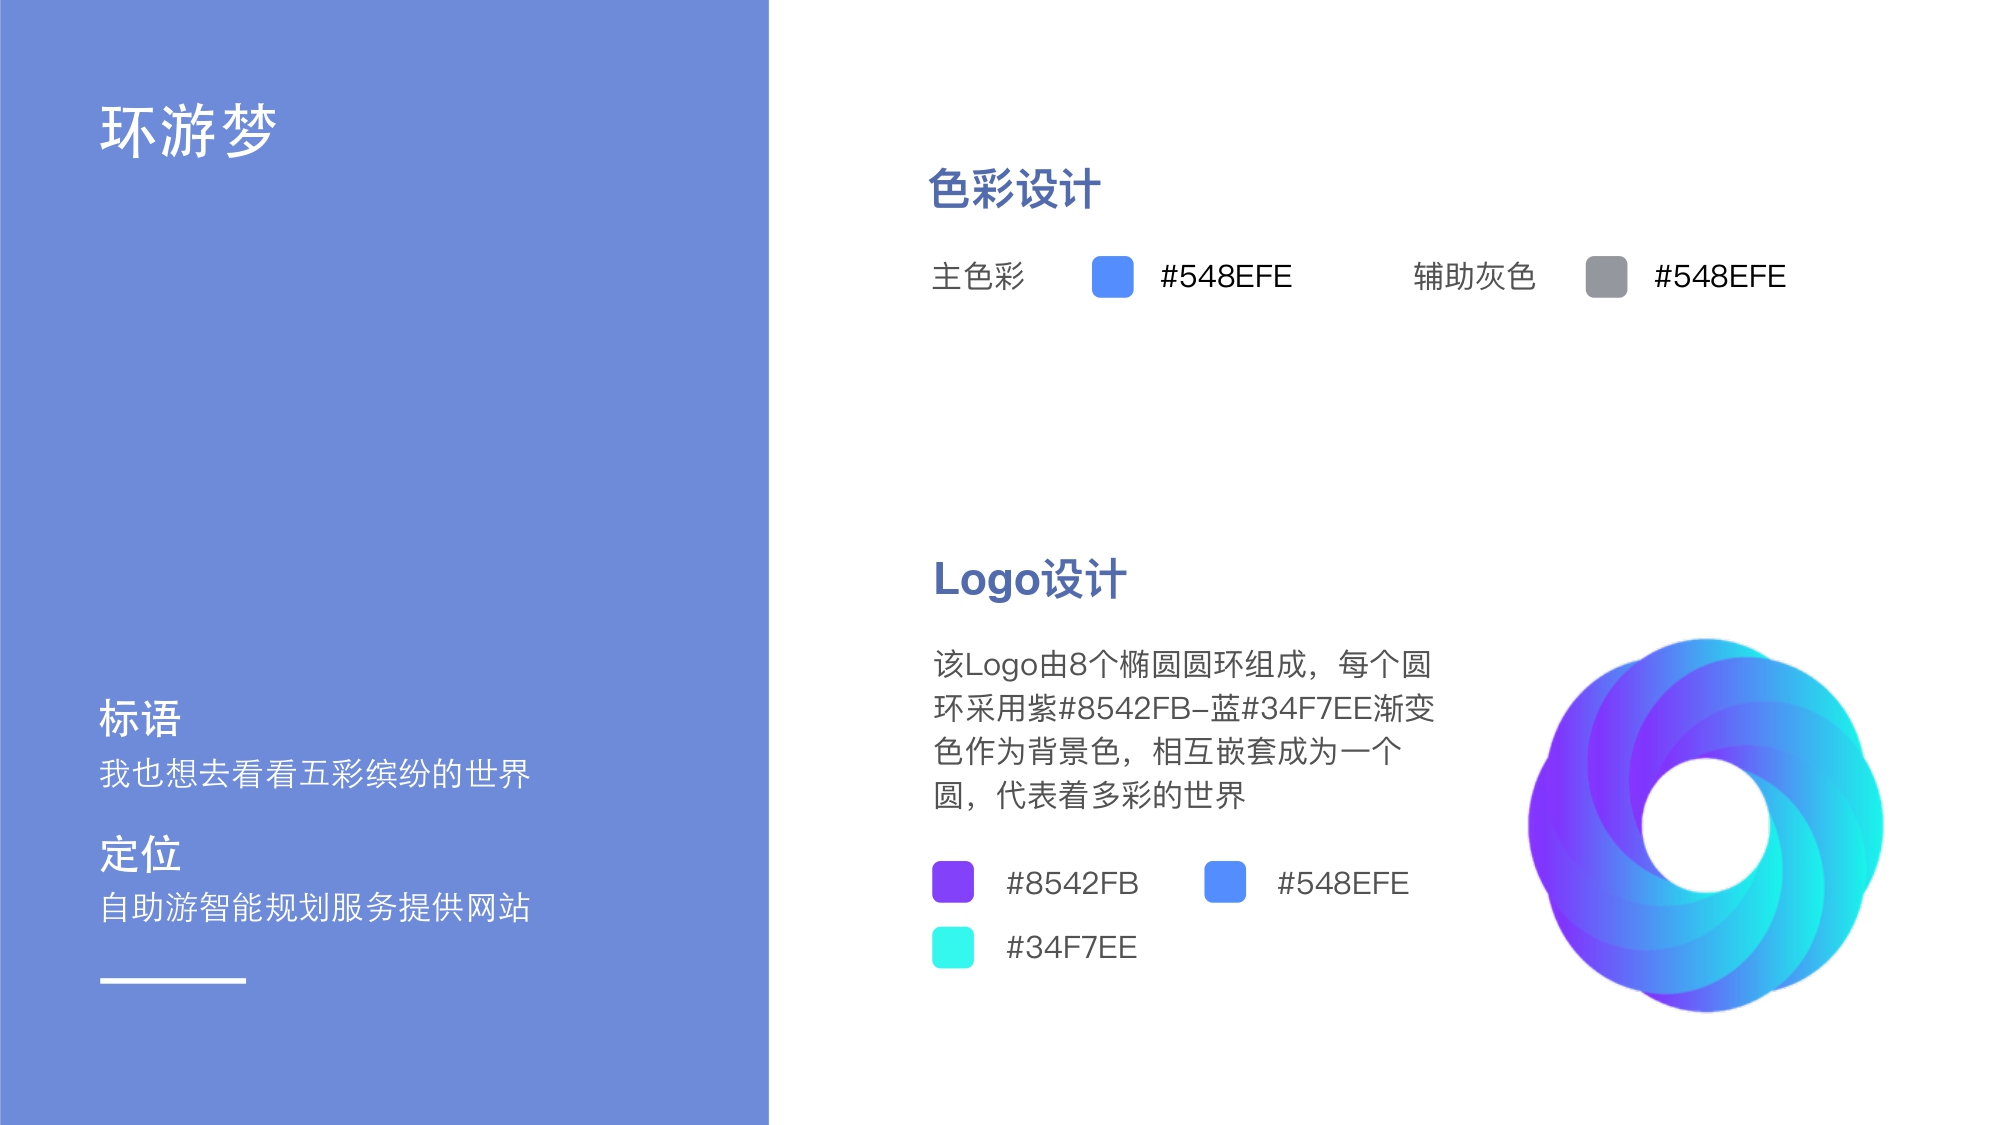 环游梦
标语
我也想去看看五彩缤纷的世界
定位
自助游智能规划服务提供网站
色彩设计
主色彩 #548EFE 辅助灰色 #548EFE
Logo设计
该Logo由8个椭圆圆环组成，每个圆
环采用紫#8542FB-蓝#34F7EE渐变
色作为背景色，相互嵌套成为一个
圆，代表着多彩的世界
#8542FB #548EFE
#34F7EE